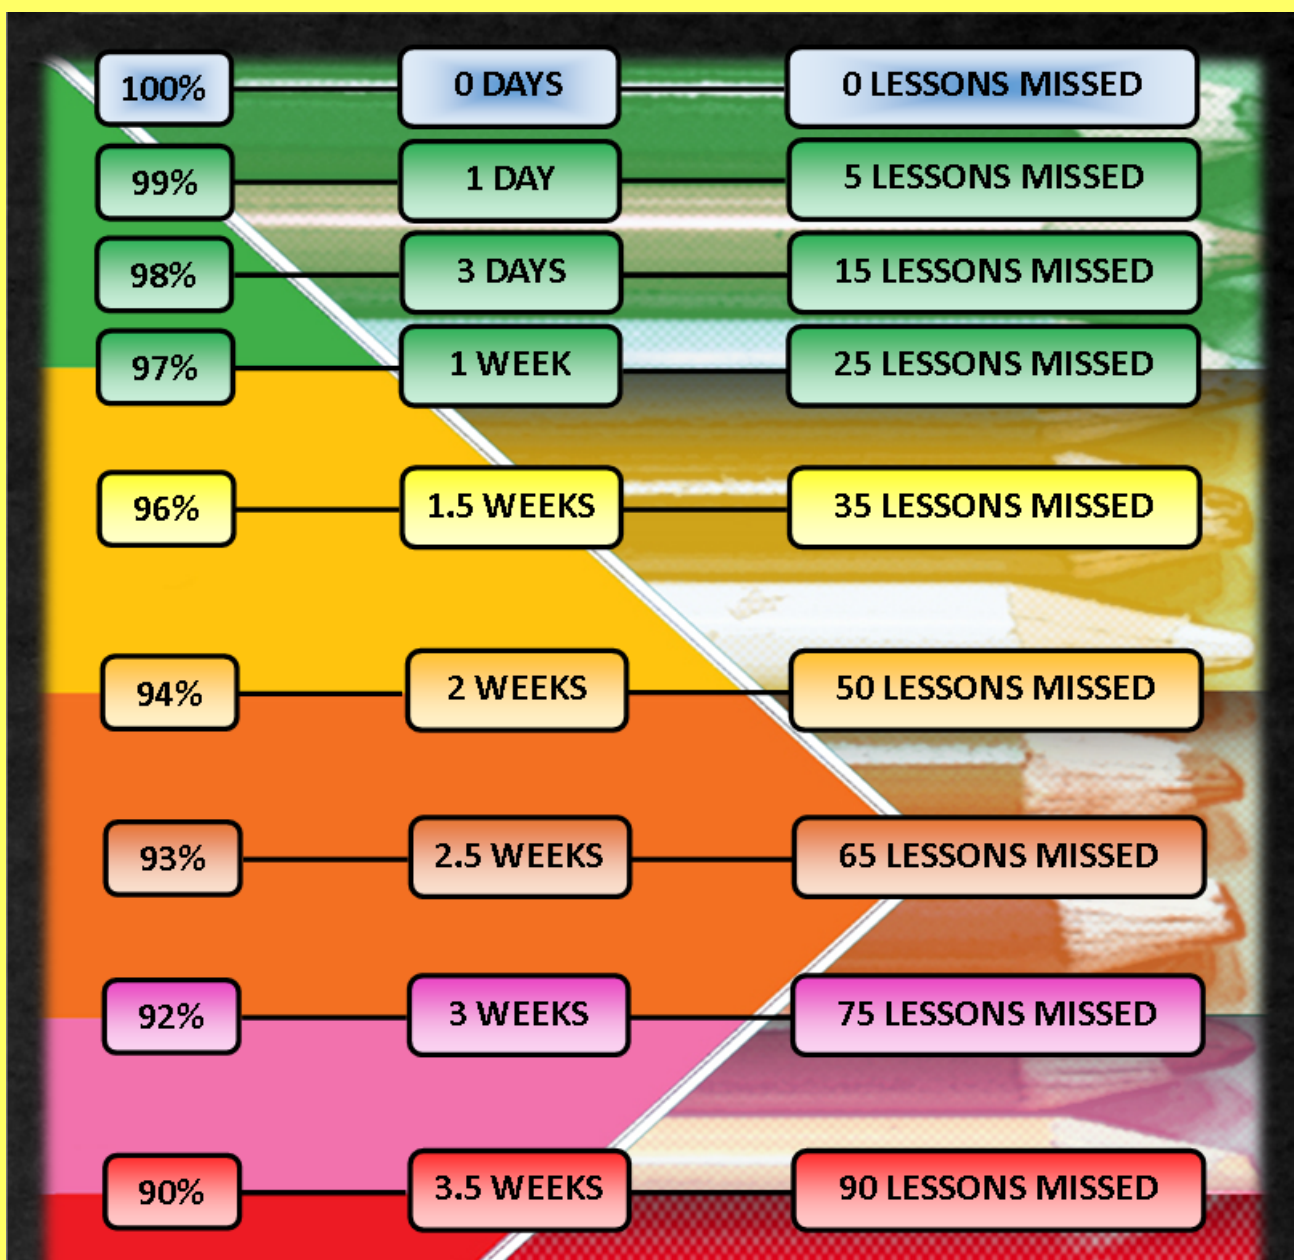 100% 0 DAYS 0 LESSONS MISSED
99% 1 DAY 5 LESSONS MISSED
98% 3 DAYS 15 LESSONS MISSED
97% 1 WEEK 25 LESSONS MISSED
96% 1.5 WEEKS 35 LESSONS MISSED
94% 2 WEEKS 50 LESSONS MISSED
93% 2.5 WEEKS 65 LESSONS MISSED
92% 3 WEEKS 75 LESSONS MISSED
90% 3.5 WEEKS 90 LESSONS MISSED